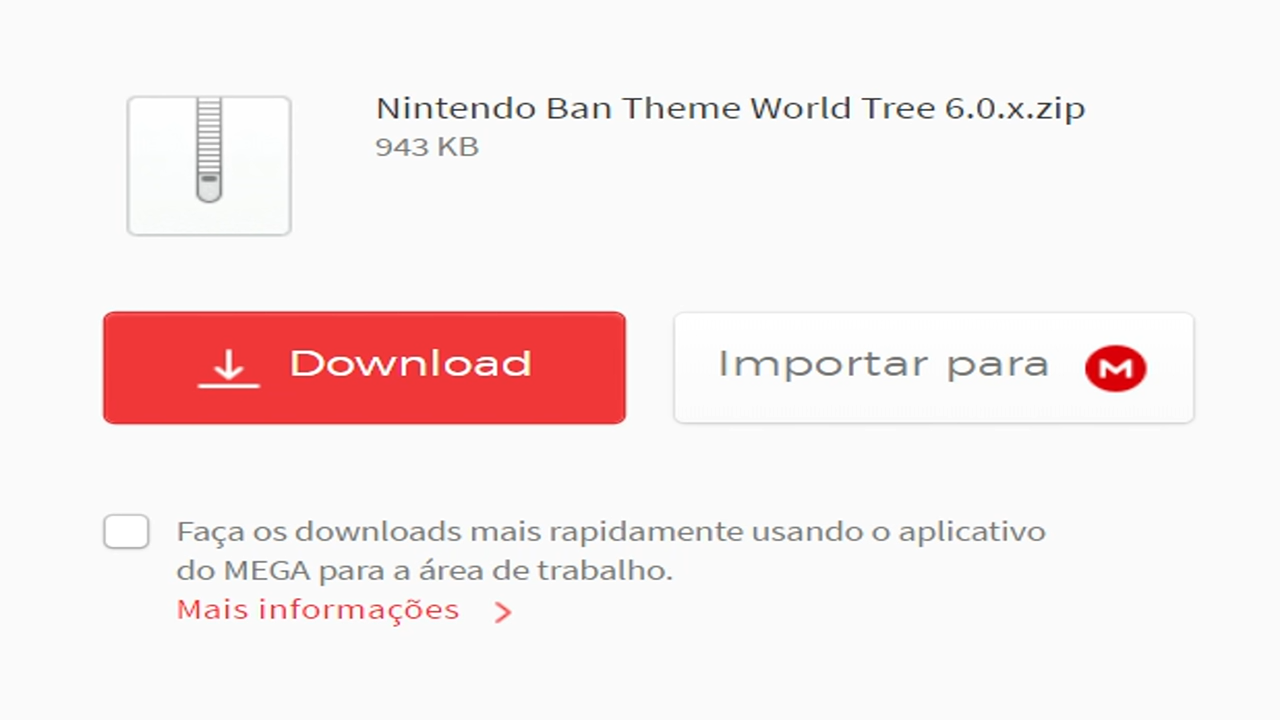 Nintendo Ban Theme World Tree 6.0.x.zip
943 KB
Download
Importar para M
Faça os downloads mais rapidamente usando o aplicativo
do MEGA para a área de trabalho.
Mais informações